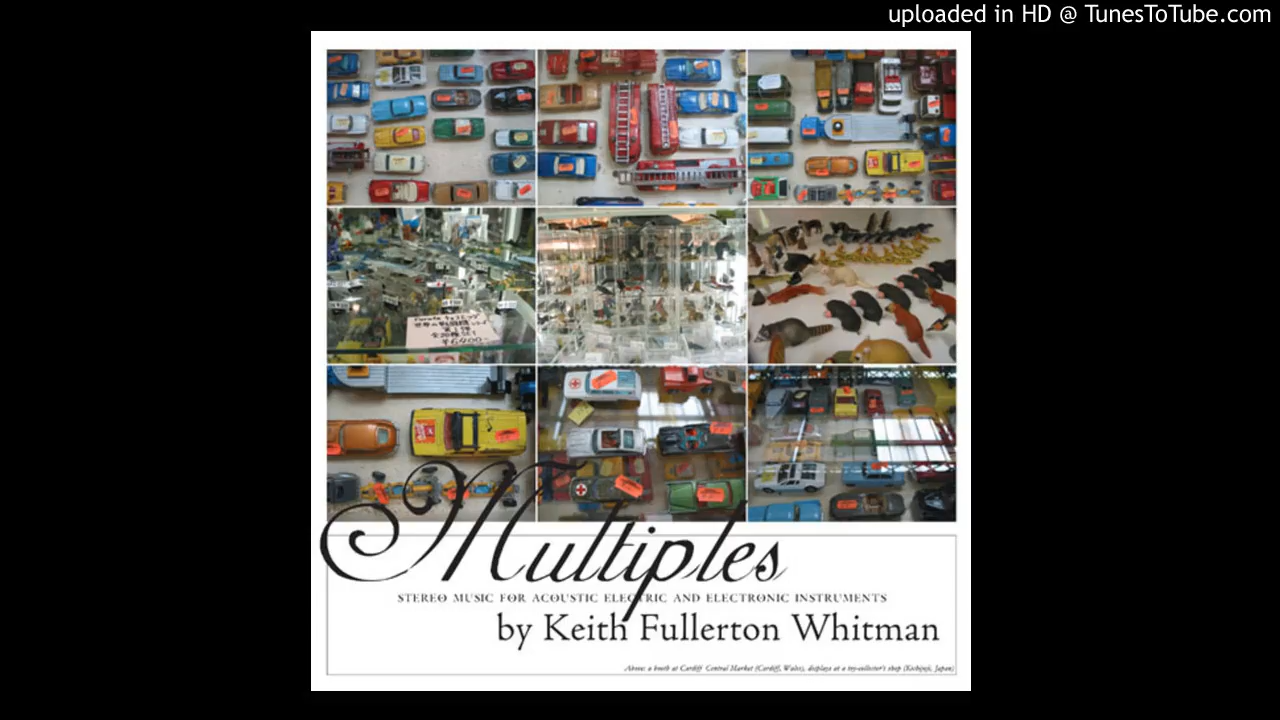 uploaded in HD @ TunesToTube.com
¥6900-
Multiples
STEREO MUSIC FOR ACOUSTIC ELECTRIC AND ELECTRONIC INSTRUMENTS
by Keith Fullerton Whitman
Above: a booth at Cardiff Central Market (Cardiff, Wales), displays at a toy-collector's shop (Kichijoji, Japan)